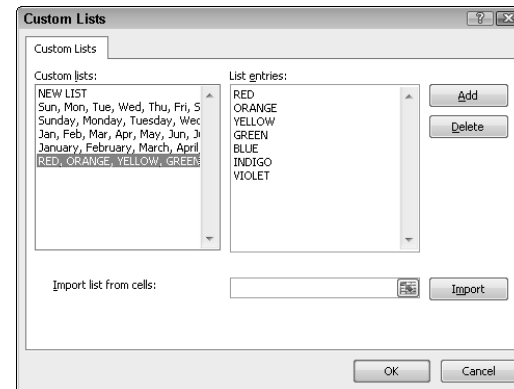 Custom Lists
Custom Lists
Custom lists:
NEW LIST
Sun, Mon, Tue, Wed, Thu, Fri, S
Sunday, Monday, Tuesday, Wed
Jan, Feb, Mar, Apr, May, Jun, Ju
January, February, March, April
RED, ORANGE, YELLOW, GREEN
List entries:
RED
ORANGE
YELLOW
GREEN
BLUE
INDIGO
VIOLET
Add
Delete
Import list from cells:
Import
OK
Cancel